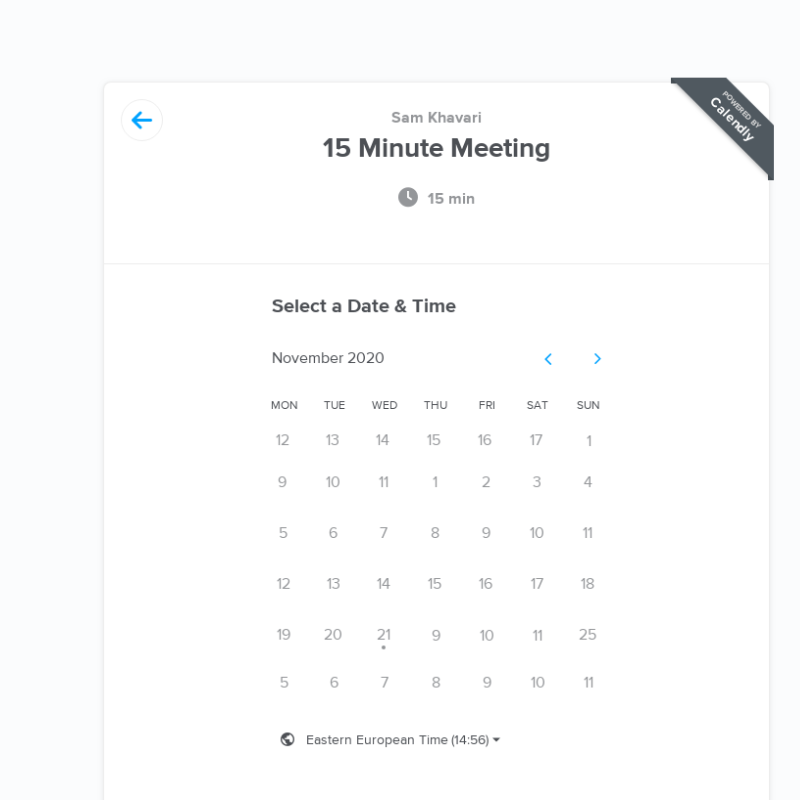 Sam Khavari
15 Minute Meeting
15 min
POWERED BY
Calendly
Select a Date & Time
November 2020
MON TUE WED THU FRI SAT SUN
12 13 14 15 16 17 1
9 10 11 1 2 3 4
5 6 7 8 9 10 11
12 13 14 15 16 17 18
19 20 21 9 10 11 25
5 6 7 8 9 10 11
Eastern European Time (14:56)